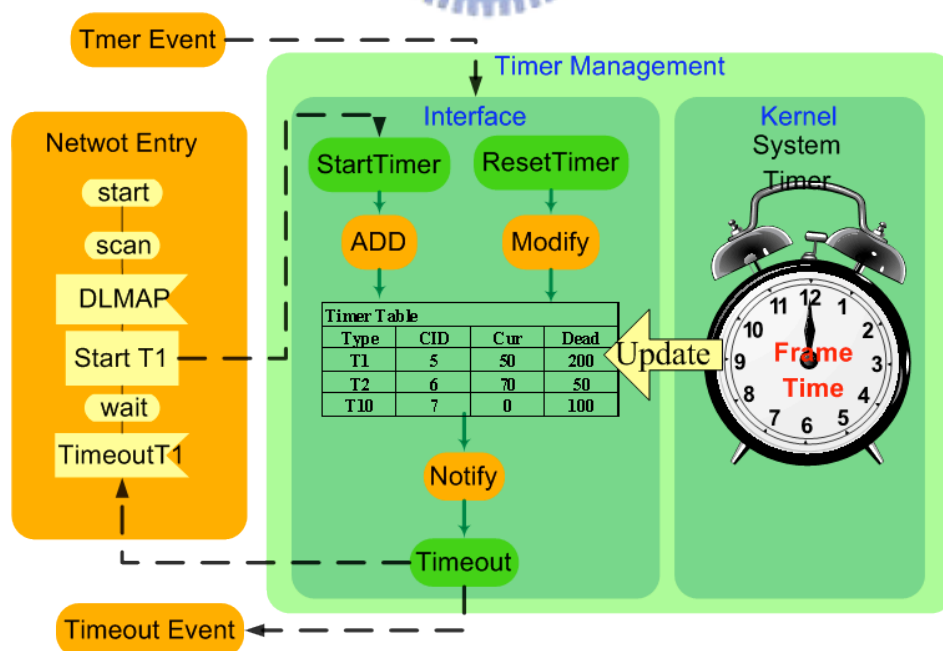 Tmer Event
Timer Management
Netwot Entry
start
scan
DLMAP
Start T1
wait
TimeoutT1
Interface
StartTimer
ResetTimer
ADD
Modify
Timer Table
Type CID Cur Dead
T1 5 50 200
T2 6 70 50
T10 7 0 100
Notify
Timeout
Timeout Event
Update
Kernel
System
Timer
12
1
2
3
4
5
6
7
8
9
10
11
Frame
Time